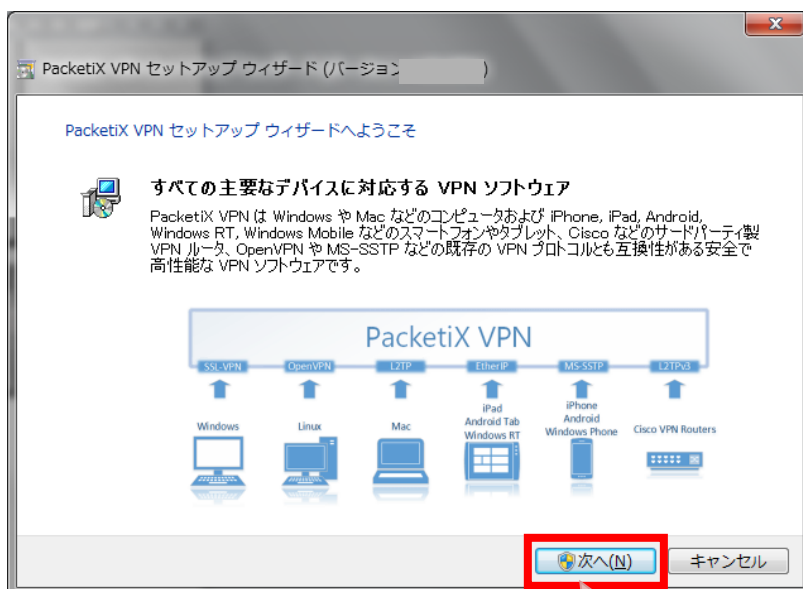 PacketiX VPN セットアップ ウィザード (バージョン )
PacketiX VPN セットアップ ウィザードへようこそ
すべての主要なデバイスに対応する VPN ソフトウェア
PacketiX VPN は Windows や Mac などのコンピュータおよび iPhone, iPad, Android,
Windows RT, Windows Mobile などのスマートフォンやタブレット、Cisco などのサードパーティ製
VPN ルータ、OpenVPN や MS-SSTP などの既存の VPN プロトコルとも互換性がある安全で
高性能な VPN ソフトウェアです。
PacketiX VPN
SSL-VPN OpenVPN L2TP EtherIP MS-SSTP L2TPv3
Windows
Linux
Mac
iPad
Android Tab
Windows RT
iPhone
Android
Windows Phone
Cisco VPN Routers
次へ(N) キャンセル